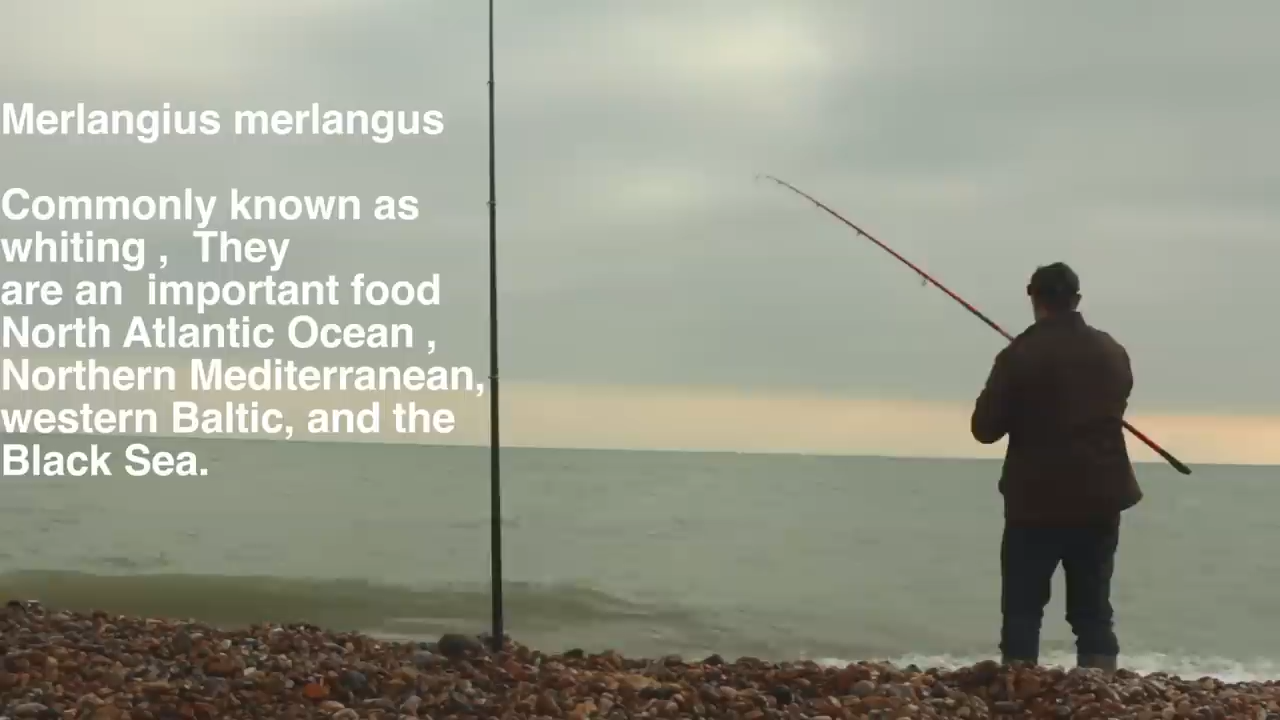 Merlangius merlangus
Commonly known as
whiting ,  They
are an  important food
North Atlantic Ocean ,
Northern Mediterranean,
western Baltic, and the
Black Sea.